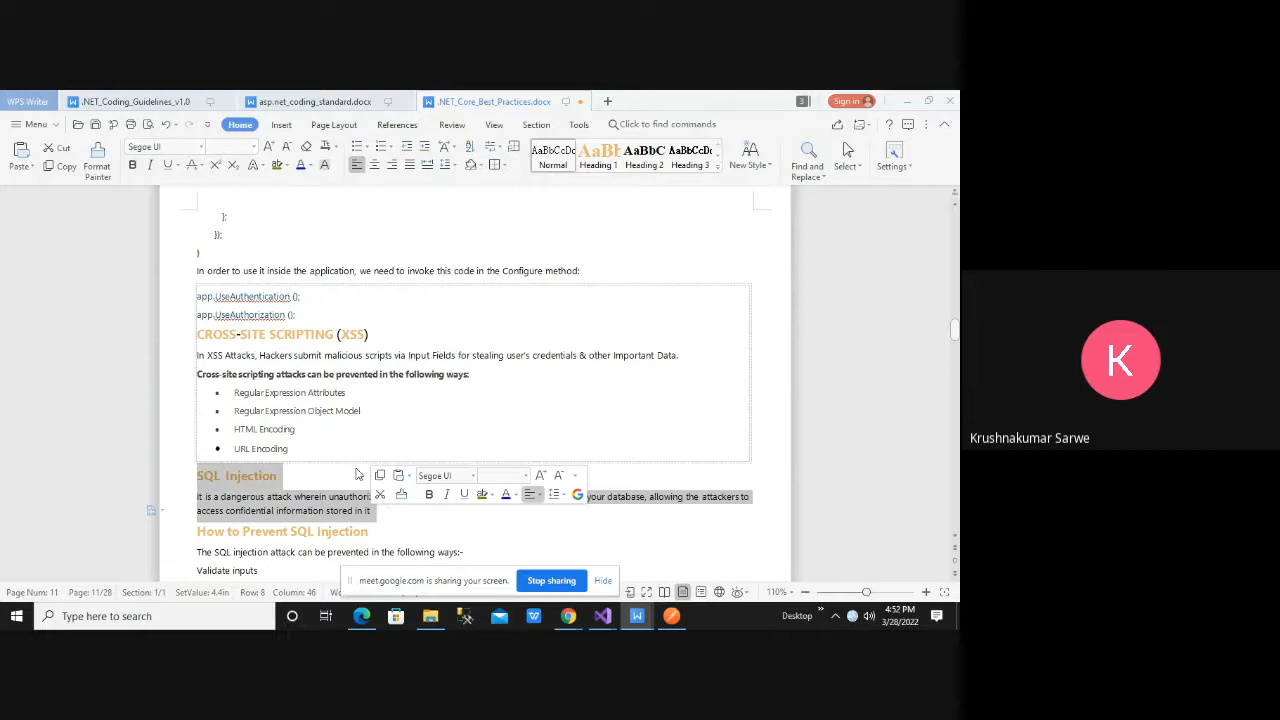 WPS Writer .NET_Coding_Guidelines_v1.0 asp.net_coding_standard.docx .NET_Core_Best_Practices.docx + 3 Sign in
Menu Home Insert Page Layout References Review View Section Tools Click to find commands
Paste Cut Copy Format Painter Segoe UI AaBbCcDc Normal AaBb Heading 1 AaBbC Heading 2 AaBbCcDc Heading 3 New Style Find and Replace Select Settings
};
});
}
In order to use it inside the application, we need to invoke this code in the Configure method:
app.UseAuthentication ();
app.UseAuthorization ();
CROSS-SITE SCRIPTING (XSS)
In XSS Attacks, Hackers submit malicious scripts via Input Fields for stealing user's credentials & other Important Data.
Cross-site scripting attacks can be prevented in the following ways:
• Regular Expression Attributes
• Regular Expression Object Model
• HTML Encoding
• URL Encoding
SQL Injection
Segoe UI
It is a dangerous attack wherein unauthoriz your database, allowing the attackers to
access confidential information stored in it
How to Prevent SQL Injection
The SQL injection attack can be prevented in the following ways:-
Validate inputs
meet.google.com is sharing your screen. Stop sharing Hide
Page Num: 11 Page: 11/28 Section: 1/1 SetValue: 4.4in Row: 8 Column: 46 110%
Type here to search Desktop 4:52 PM
3/28/2022
K
Krushnakumar Sarwe